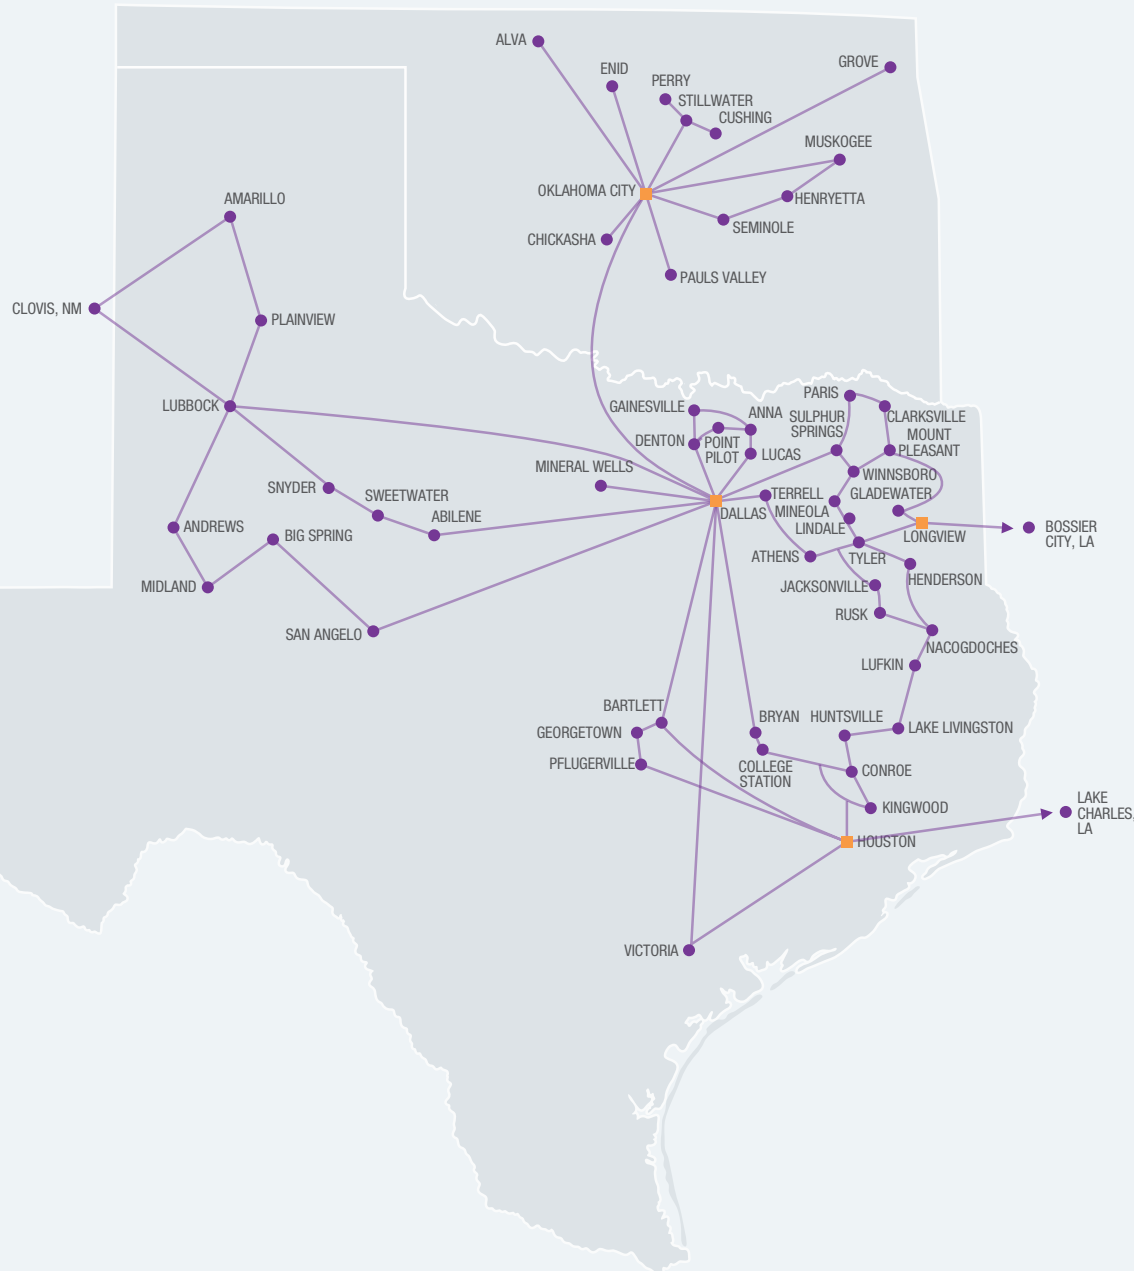 ALVA
ENID
PERRY
GROVE
STILLWATER
CUSHING
MUSKOGEE
OKLAHOMA CITY
HENRYETTA
AMARILLO
SEMINOLE
CHICKASHA
PAULS VALLEY
CLOVIS, NM
PLAINVIEW
LUBBOCK
GAINESVILLE
ANNA
PARIS
SULPHUR
SPRINGS
CLARKSVILLE
MOUNT
PLEASANT
DENTON
POINT
PILOT
LUCAS
MINERAL WELLS
WINNSBORO
SNYDER
SWEETWATER
ABILENE
TERRELL
GLADEWATER
DALLAS
MINEOLA
LINDALE
ANDREWS
BIG SPRING
LONGVIEW
BOSSIER
CITY, LA
ATHENS
TYLER
MIDLAND
JACKSONVILLE
HENDERSON
RUSK
SAN ANGELO
NACOGDOCHES
LUFKIN
BARTLETT
BRYAN
HUNTSVILLE
LAKE LIVINGSTON
GEORGETOWN
PFLUGERVILLE
COLLEGE
STATION
CONROE
KINGWOOD
LAKE
CHARLES,
LA
HOUSTON
VICTORIA